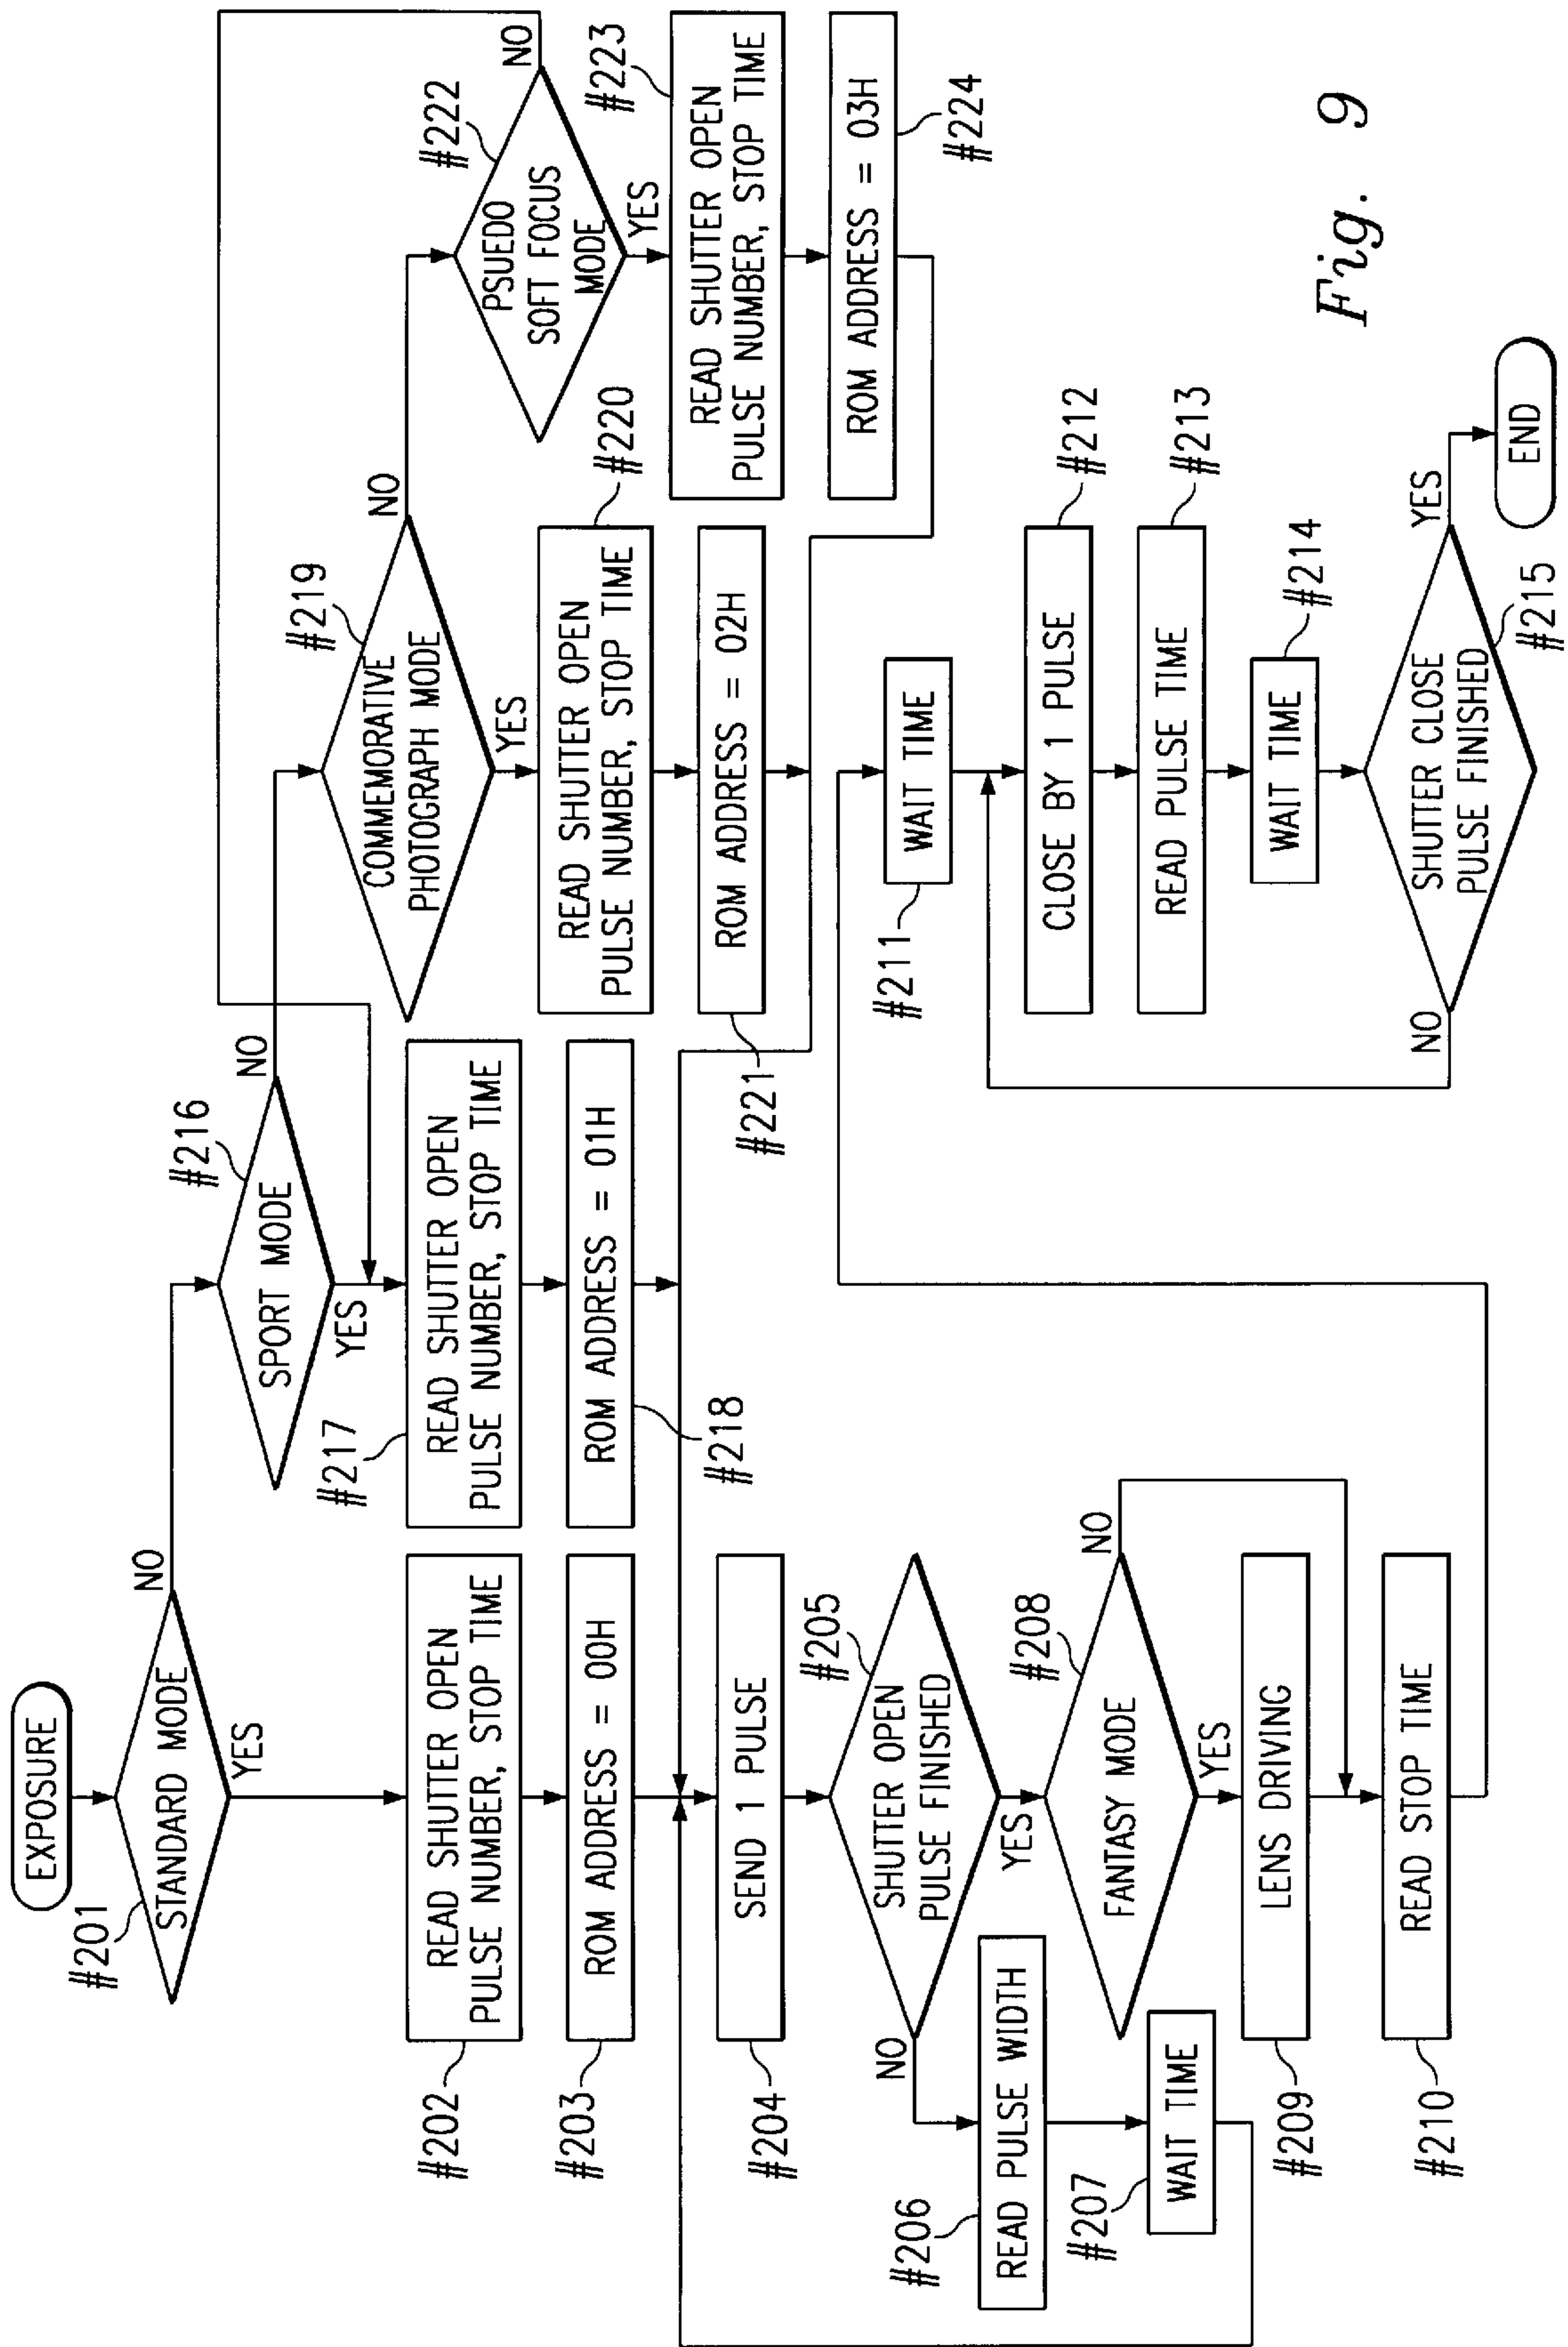 EXPOSURE
#201
STANDARD MODE
NO
YES
#202
READ SHUTTER OPEN
PULSE NUMBER, STOP TIME
#203
ROM ADDRESS = 00H
#204
SEND 1 PULSE
#205
SHUTTER OPEN
PULSE FINISHED
NO
YES
#206
READ PULSE WIDTH
#207
WAIT TIME
#208
FANTASY MODE
NO
YES
#209
LENS DRIVING
#210
READ STOP TIME
#216
SPORT MODE
NO
YES
#217
READ SHUTTER OPEN
PULSE NUMBER, STOP TIME
ROM ADDRESS = 01H
#218
#219
COMMEMORATIVE
PHOTOGRAPH MODE
NO
YES
#220
READ SHUTTER OPEN
PULSE NUMBER, STOP TIME
ROM ADDRESS = 02H
#221
#222
PSUEDO
SOFT FOCUS
MODE
NO
YES
#223
READ SHUTTER OPEN
PULSE NUMBER, STOP TIME
ROM ADDRESS = 03H
#224
WAIT TIME
#211
CLOSE BY 1 PULSE
#212
READ PULSE TIME
#213
WAIT TIME
#214
SHUTTER CLOSE
PULSE FINISHED
#215
NO
YES
END
Fig. 9